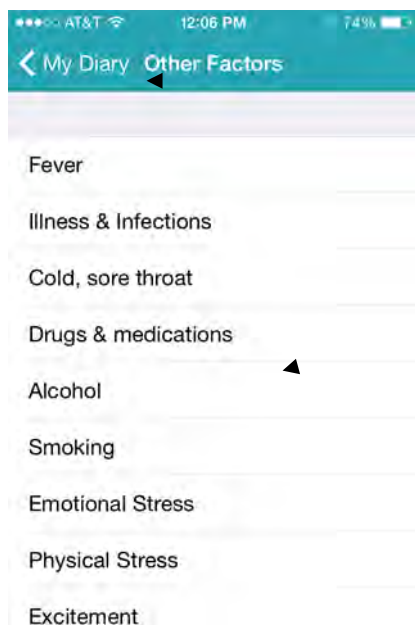 AT&T 12:06 PM 74%
My Diary Other Factors
Fever
Illness & Infections
Cold, sore throat
Drugs & medications
Alcohol
Smoking
Emotional Stress
Physical Stress
Excitement